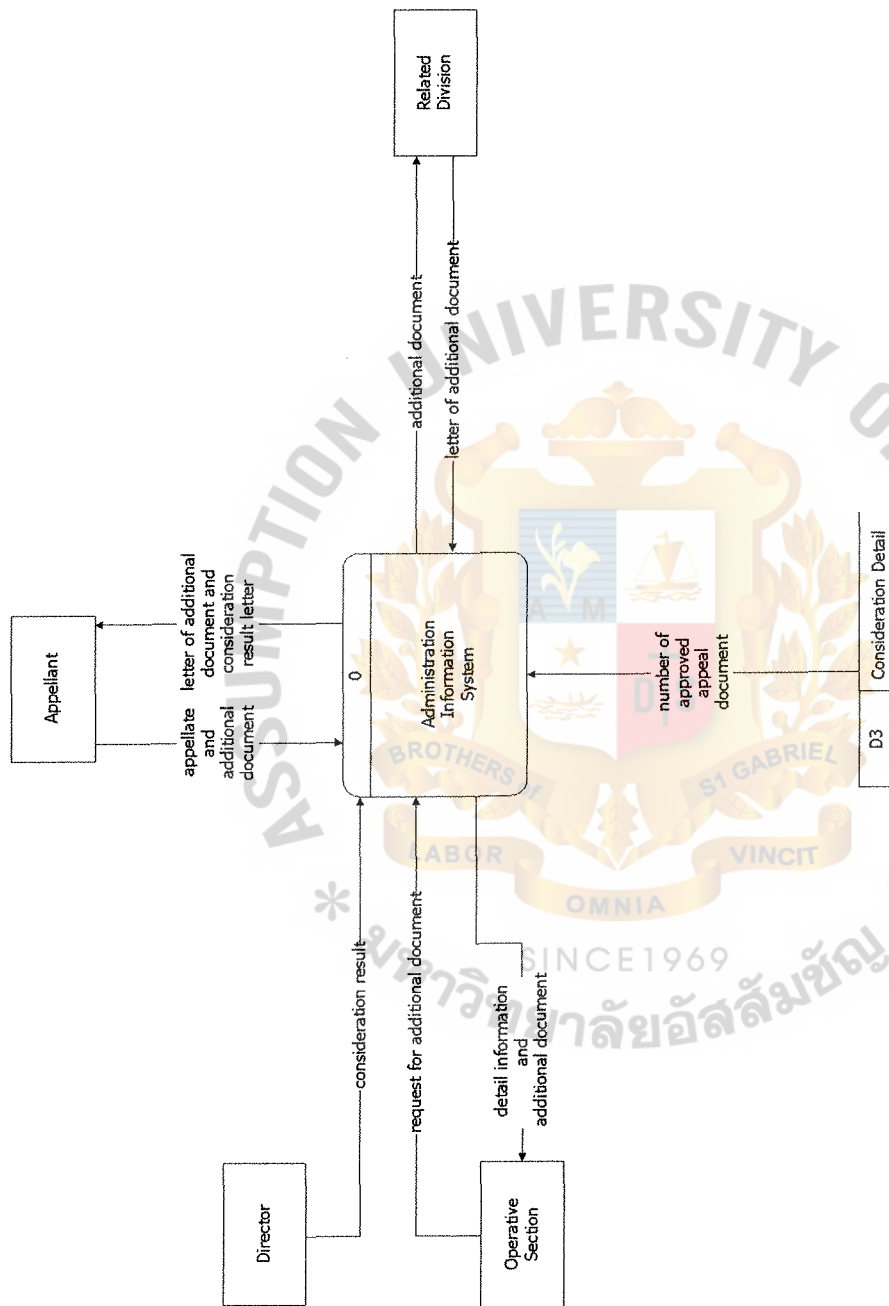 Appellant
appellate
and
additional
document
letter of additional
document and
consideration
result letter
Director
consideration result
0
Administration
Information
System
additional document
letter of additional document
Related
Division
Operative
Section
request for additional document
detail information
and
additional document
number of
approved
appeal
document
D3
Consideration Detail
ASSUMPTION UNIVERSITY
BROTHERS of
ST GABRIEL
LABOR
OMNIA
VINCIT
SINCE1969
มหาวิทยาลัยอัสสัมชัญ